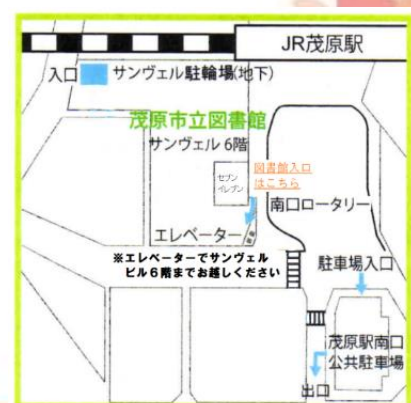 JR茂原駅
入口
サンヴェル駐輪場(地下)
茂原市立図書館
サンヴェル 6階
セブン
イレブン
図書館入口
はこちら
南口ロータリー
エレベーター
※エレベーターでサンヴェル
ビル６階までお越しください
駐車場入口
茂原駅南口
公共駐車場
出口